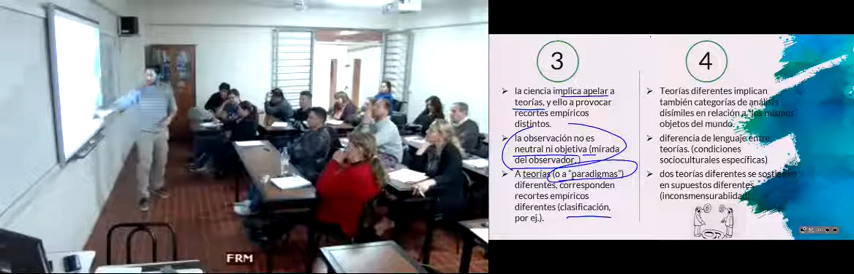 3
➢ la ciencia implica apelar a
teorías, y ello a provocar
recortes empíricos
distintos.
➢ la observación no es
neutral ni objetiva (mirada
del observador.)
➢ A teorías (o a "paradigmas")
diferentes, corresponden
recortes empíricos
diferentes (clasificación,
por ej.).
4
➢ Teorías diferentes implican
también categorías de análisis
disímiles en relación a "los mismos
objetos del mundo.
➢ diferencia de lenguaje entre
teorías. (condiciones
socioculturales específicas)
➢ dos teorías diferentes se sostienen
en supuestos diferentes
(inconsmensurabilidad
FRM